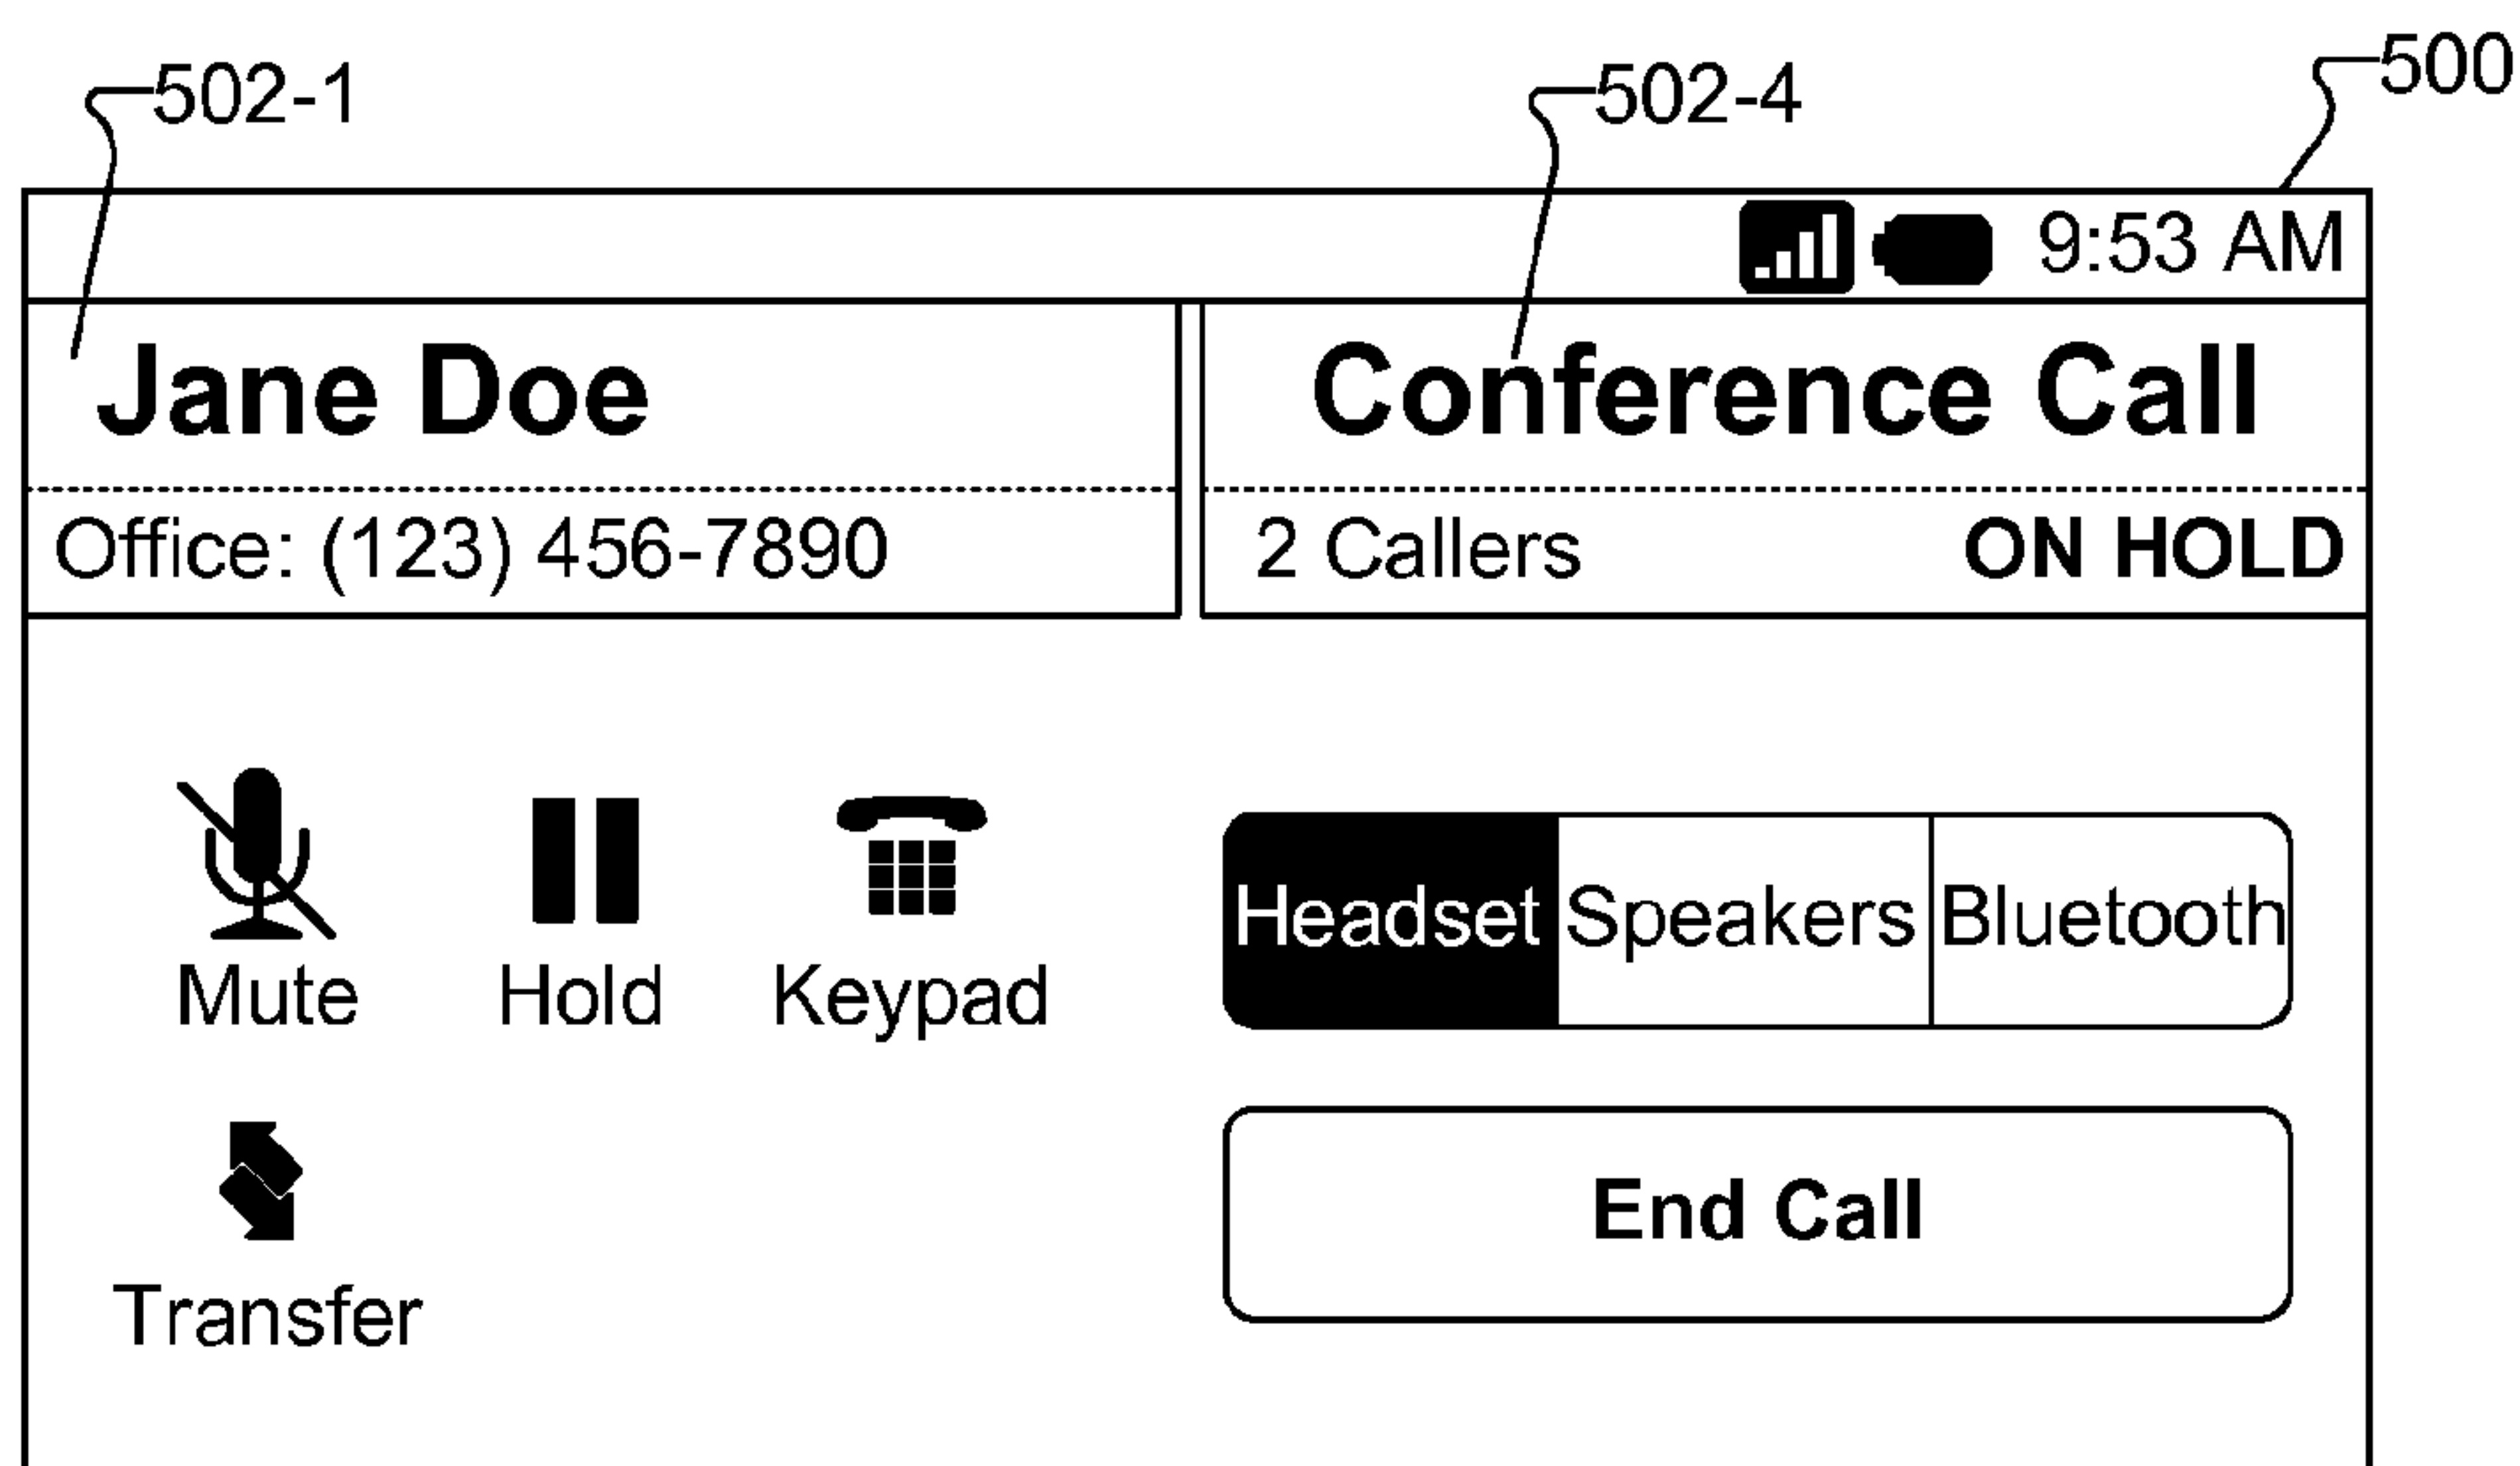 502-1 502-4 500
9:53 AM
Jane Doe
Office: (123) 456-7890
Conference Call
2 Callers ON HOLD
Mute Hold Keypad
Headset Speakers Bluetooth
Transfer
End Call